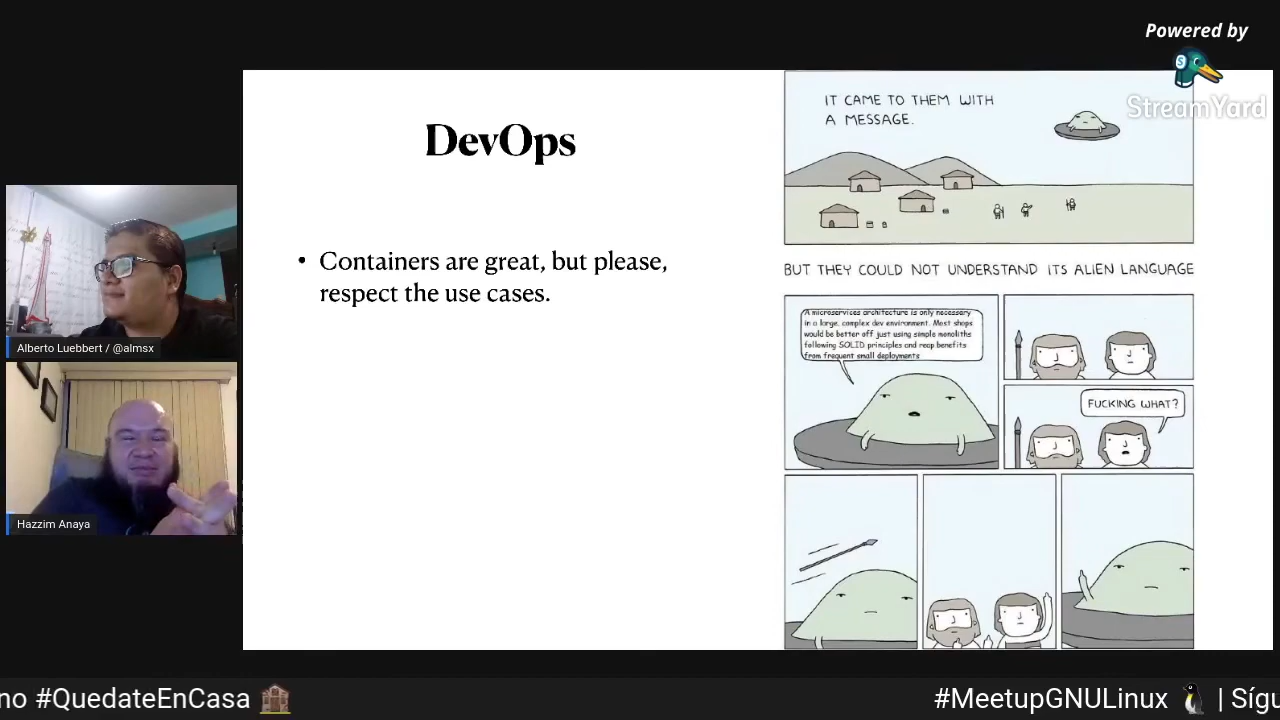 Powered by
StreamYard
DevOps
• Containers are great, but please,
respect the use cases.
IT CAME TO THEM WITH
A MESSAGE.
BUT THEY COULD NOT UNDERSTAND ITS ALIEN LANGUAGE
A microservices architecture is only necessary
in a large, complex dev environment. Most shops
would be better off just using simple monoliths
following SOLID principles and reap benefits
from frequent small deployments
FUCKING WHAT?
Alberto Luebbert / @almsx
Hazzim Anaya
no #QuedateEnCasa
#MeetupGNULinux | Sígu